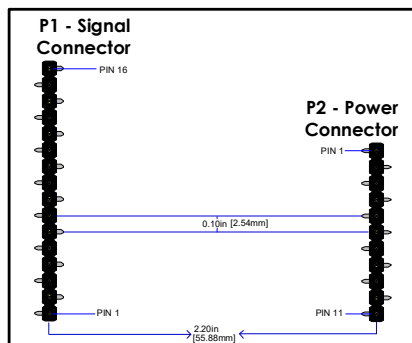 P1 - Signal
Connector
PIN 16
P2 - Power
Connector
PIN 1
0.10in [2.54mm]
PIN 1
PIN 11
2.20in
[55.88mm]